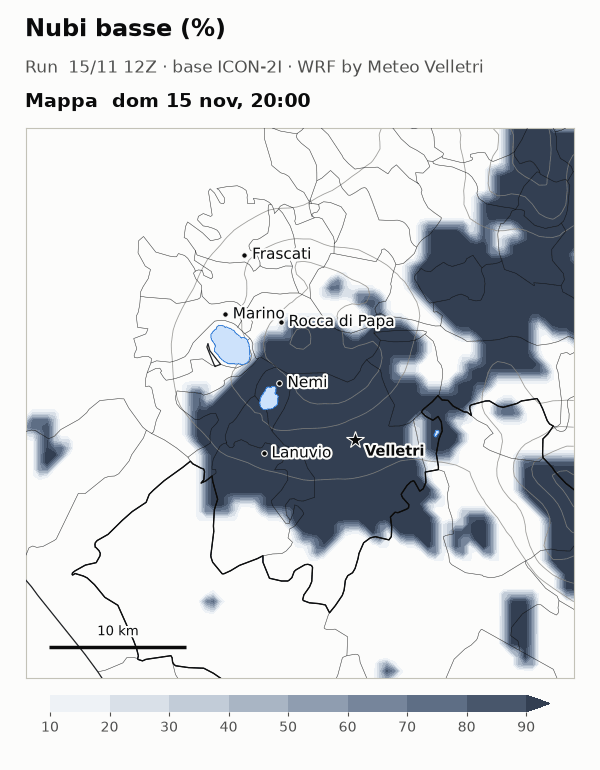 Nubi basse (%)
Run  15/11 12Z · base ICON-2I · WRF by Meteo Velletri
Mappa  dom 15 nov, 20:00
Frascati
Marino
Rocca di Papa
Nemi
Velletri
Lanuvio
10 km
10 20 30 40 50 60 70 80 90